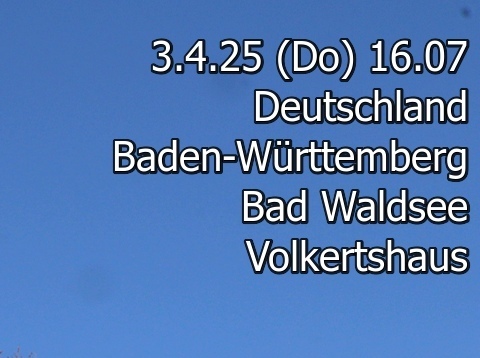 3.4.25 (Do) 16.07
Deutschland
Baden-Württemberg
Bad Waldsee
Volkertshaus